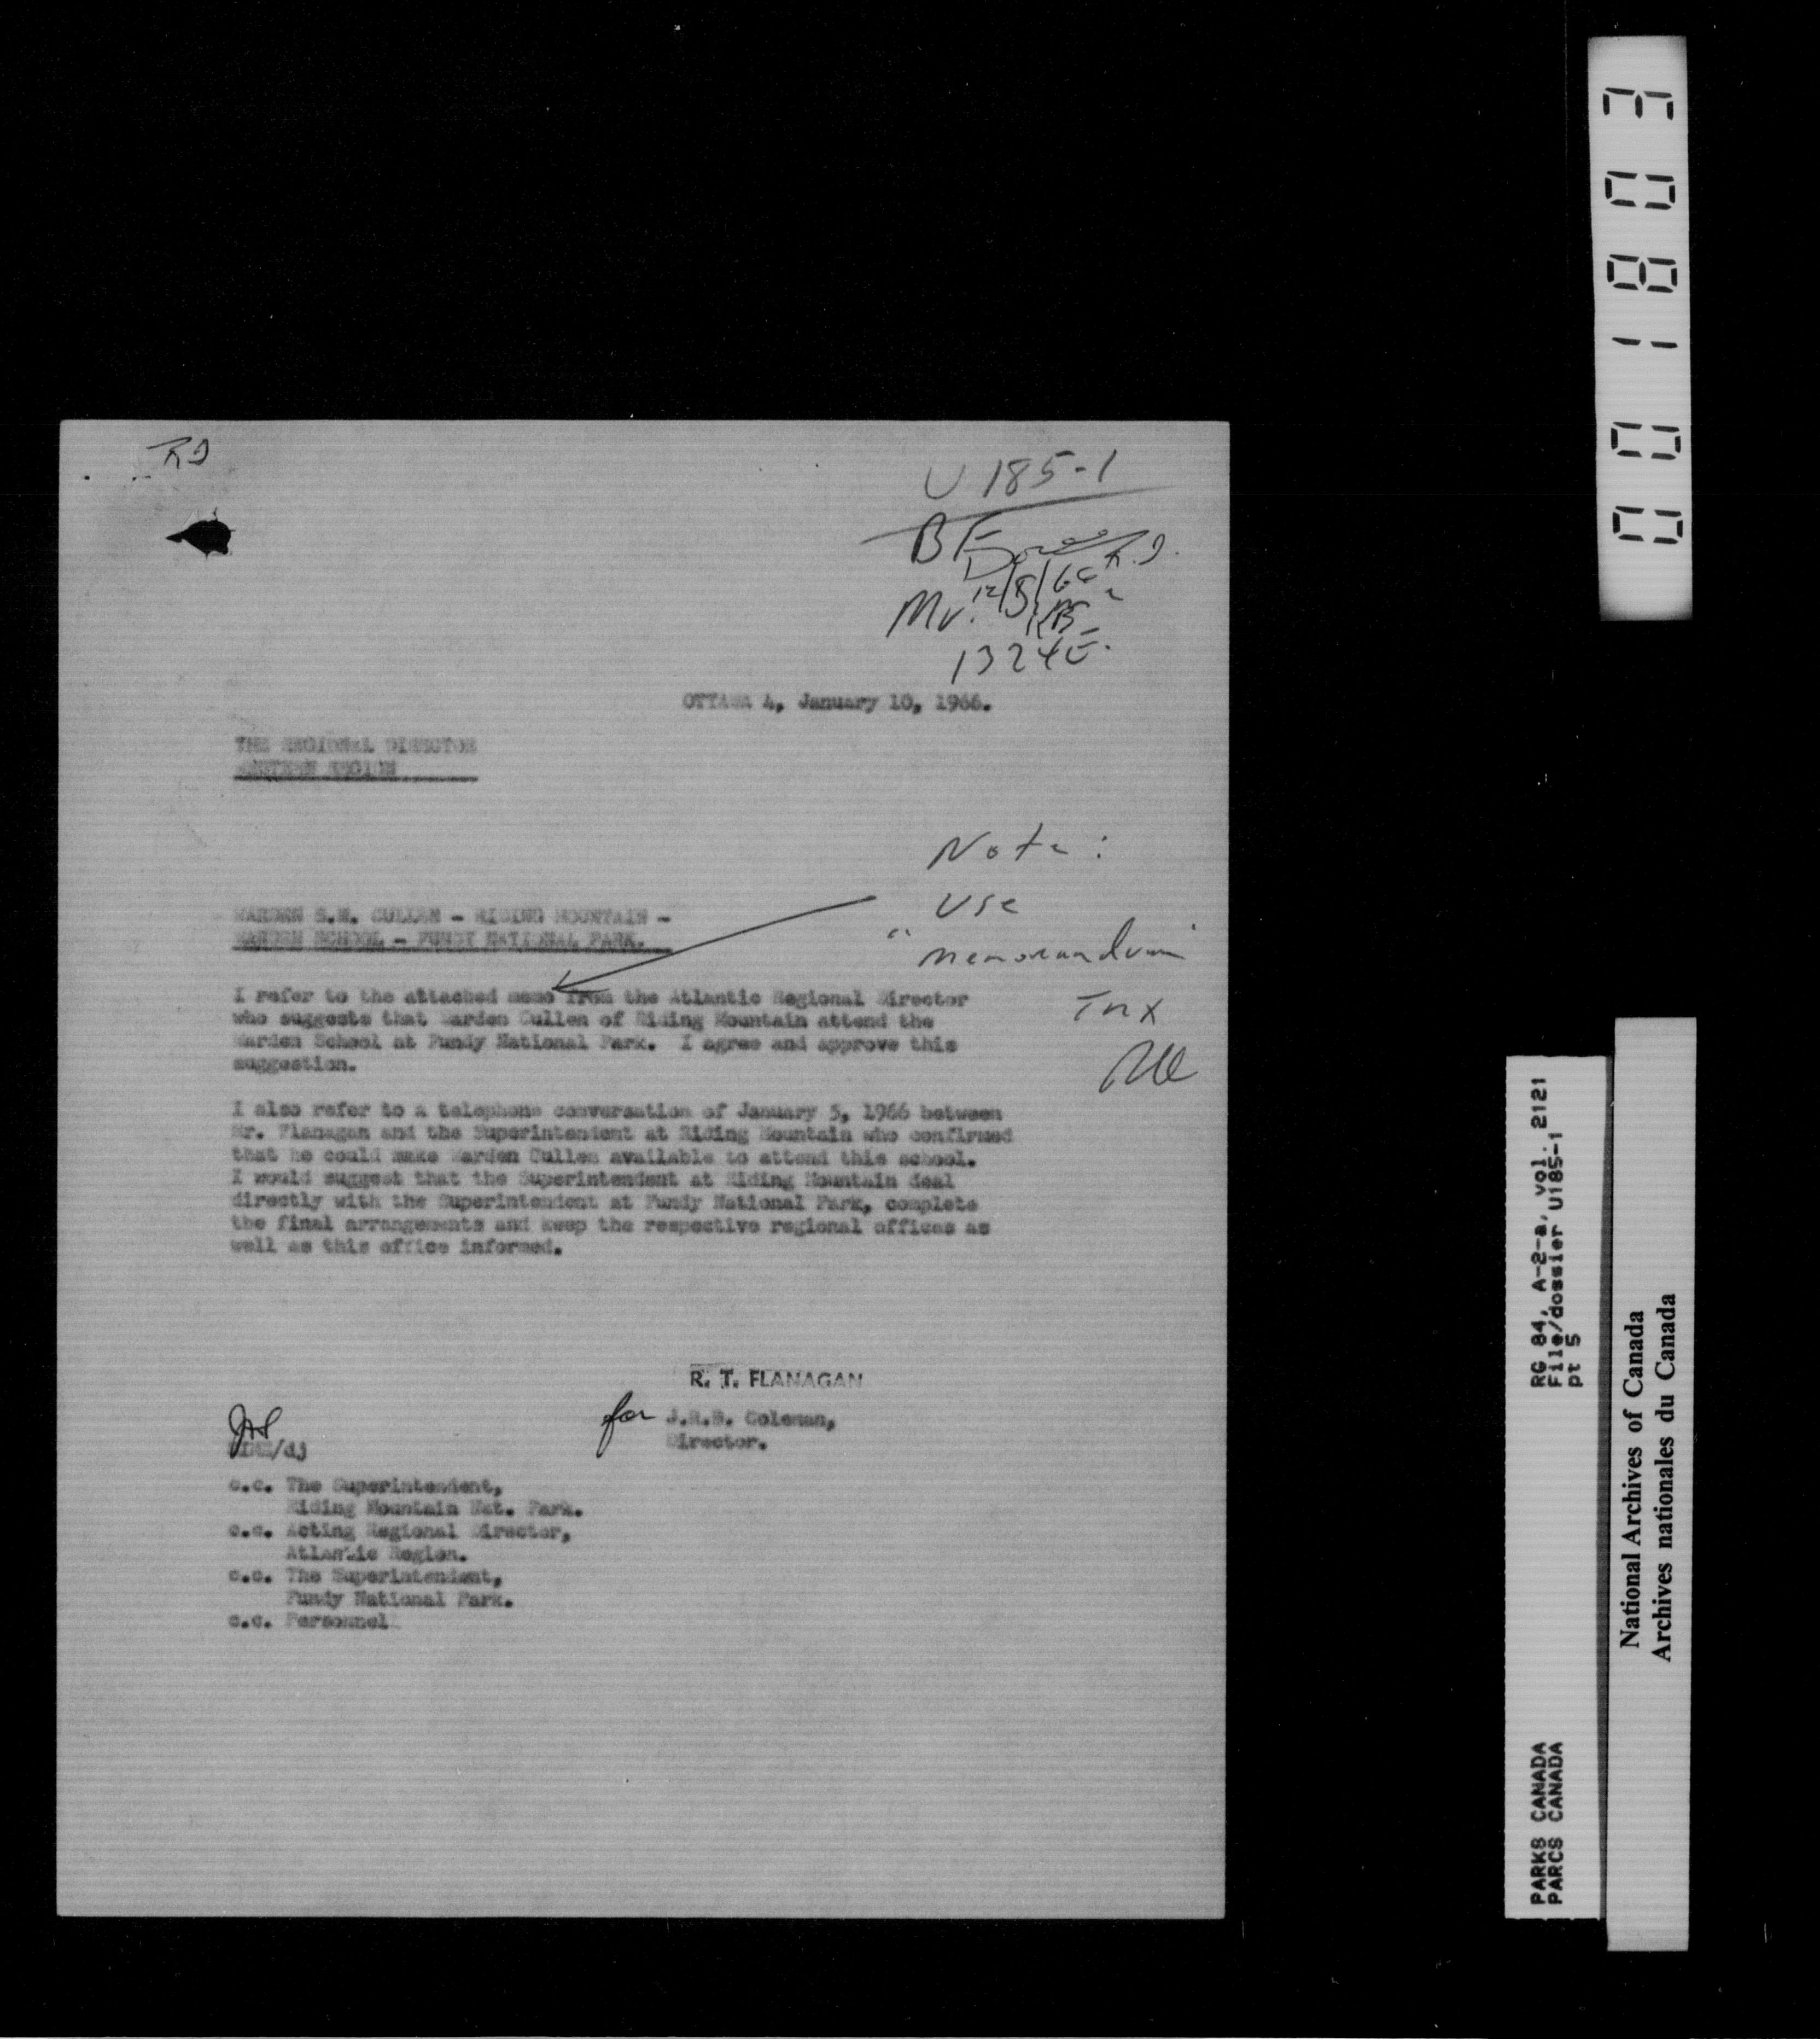 RD
U 185-1
BF
R.D.
Mr.
1324E.
OTTAWA 4, January 10, 1966.
THE REGIONAL DIRECTOR
WESTERN REGION
Note:
Use
"Memorandum"
Tnx
WARDEN S.M. CULLEN - RIDING MOUNTAIN -
WARDEN SCHOOL - FUNDY NATIONAL PARK.
I refer to the attached memo from the Atlantic Regional Director
who suggests that Warden Cullen of Riding Mountain attend the
Warden School at Fundy National Park. I agree and approve this
suggestion.
I also refer to a telephone conversation of January 5, 1966 between
Mr. Flanagan and the Superintendent at Riding Mountain who confirmed
that he could make Warden Cullen available to attend this school.
I would suggest that the Superintendent at Riding Mountain deal
directly with the Superintendent at Fundy National Park, complete
the final arrangements and keep the respective regional offices as
well as this office informed.
R. T. FLANAGAN
for J.R.B. Coleman,
Director.
/dj
c.c. The Superintendent,
Riding Mountain Nat. Park.
c.c. Acting Regional Director,
Atlantic Region.
c.c. The Superintendent,
Fundy National Park.
c.c. Personnel
001803
RG 84, A-2-a, vol. 2121
File/dossier U185-1
pt 5
PARKS CANADA
PARCS CANADA
National Archives of Canada
Archives nationales du Canada